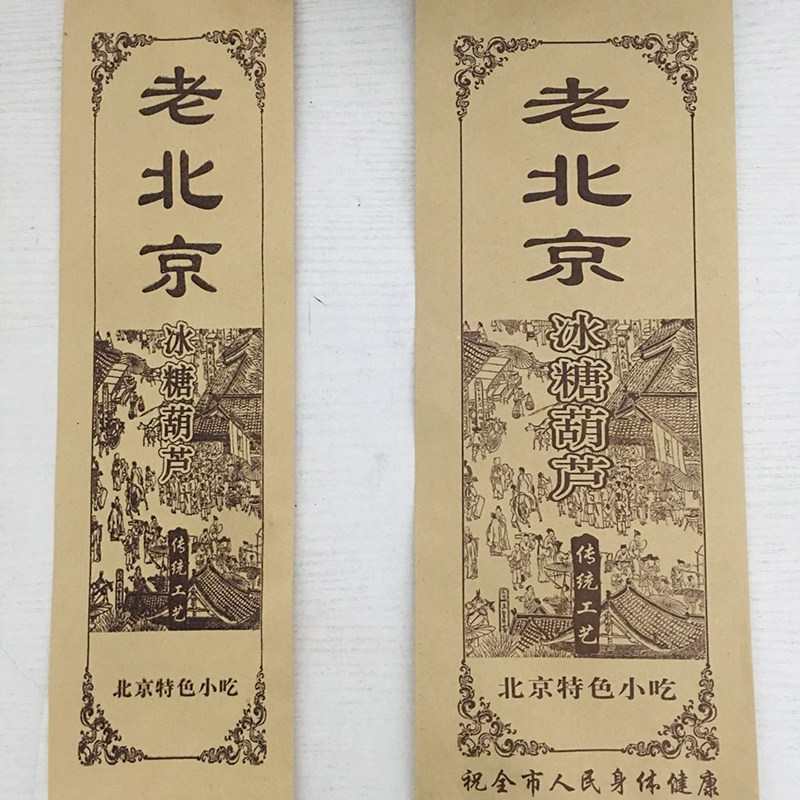 老北京
冰糖葫芦
传统工艺
北京特色小吃
老北京
冰糖葫芦
传统工艺
北京特色小吃
祝全市人民身体健康